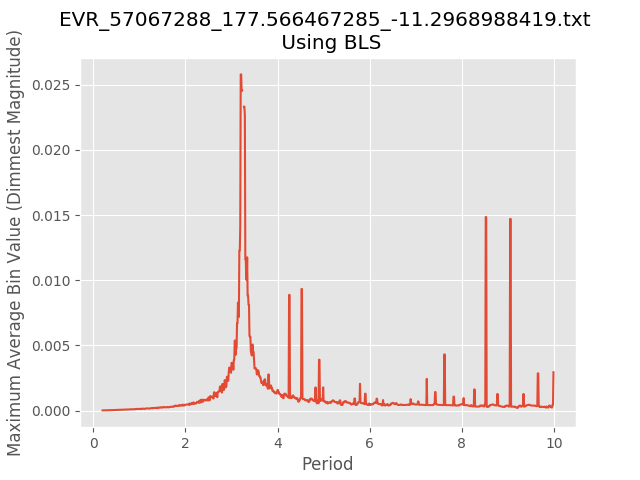 EVR_57067288_177.566467285_-11.2968988419.txt
Using BLS
Maximum Average Bin Value (Dimmest Magnitude)
0.025
0.020
0.015
0.010
0.005
0.000
0 2 4 6 8 10
Period